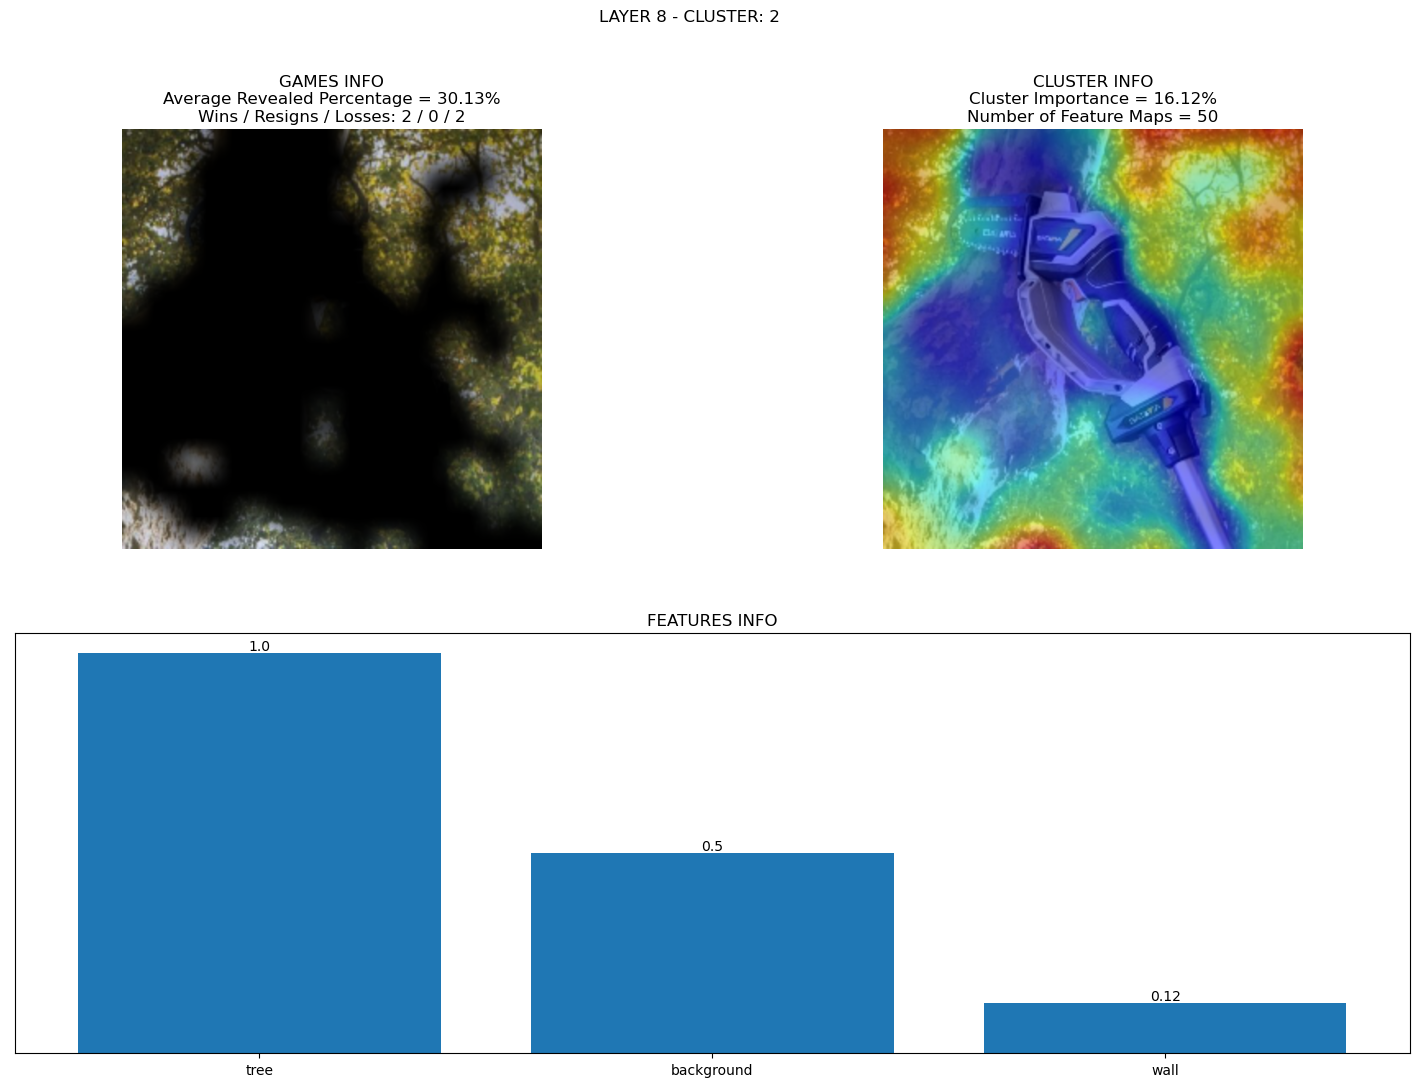 LAYER 8 - CLUSTER: 2
GAMES INFO
Average Revealed Percentage = 30.13%
Wins / Resigns / Losses: 2 / 0 / 2
CLUSTER INFO
Cluster Importance = 16.12%
Number of Feature Maps = 50
FEATURES INFO
1.0
0.5
0.12
tree
background
wall